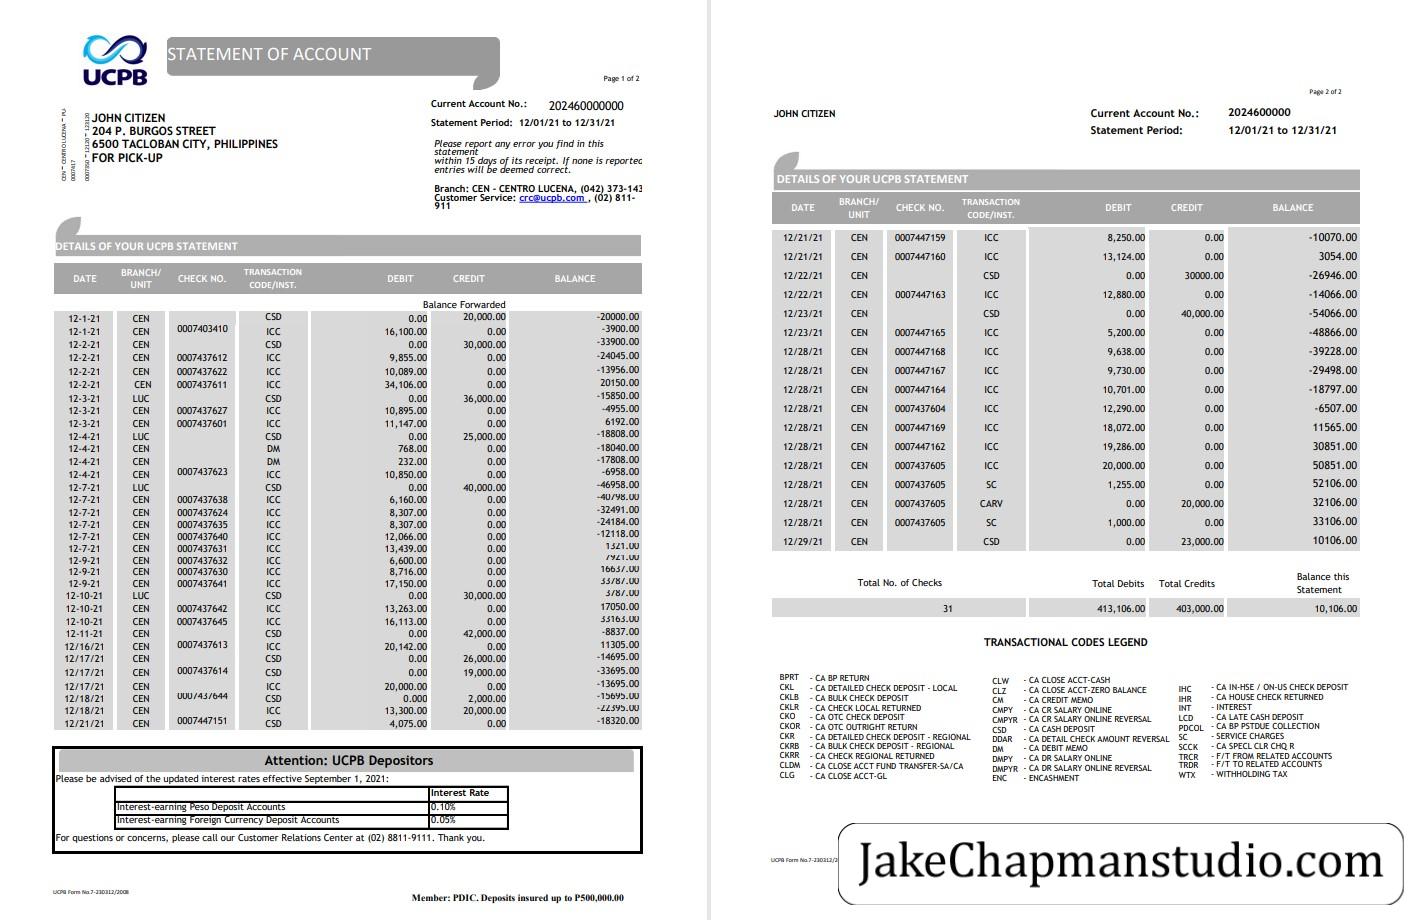 UCPB
STATEMENT OF ACCOUNT
Page 1 of 2
JOHN CITIZEN
204 P. BURGOS STREET
6500 TACLOBAN CITY, PHILIPPINES
FOR PICK-UP
Current Account No.: 202460000000
Statement Period: 12/01/21 to 12/31/21
Please report any error you find in this
statement
within 15 days of its receipt. If none is reported
entries will be deemed correct.
Branch: CEN - CENTRO LUCENA, (042) 373-143
Customer Service: crc@ucpb.com , (02) 811-
911
DETAILS OF YOUR UCPB STATEMENT
DATE BRANCH/ UNIT CHECK NO. TRANSACTION CODE/INST. DEBIT CREDIT BALANCE
Balance Forwarded
12-1-21 CEN CSD 0.00 20,000.00 -20000.00
12-1-21 CEN 0007403410 ICC 16,100.00 0.00 -3900.00
12-2-21 CEN CSD 0.00 30,000.00 -33900.00
12-2-21 CEN 0007437612 ICC 9,855.00 0.00 -24045.00
12-2-21 CEN 0007437622 ICC 10,089.00 0.00 -13956.00
12-2-21 CEN 0007437611 ICC 34,106.00 0.00 20150.00
12-3-21 LUC CSD 0.00 36,000.00 -15850.00
12-3-21 CEN 0007437627 ICC 10,895.00 0.00 -4955.00
12-3-21 CEN 0007437601 ICC 11,147.00 0.00 6192.00
12-4-21 LUC CSD 0.00 25,000.00 -18808.00
12-4-21 CEN DM 768.00 0.00 -18040.00
12-4-21 CEN DM 232.00 0.00 -17808.00
12-4-21 CEN 0007437623 ICC 10,850.00 0.00 -6958.00
12-7-21 LUC CSD 0.00 40,000.00 -46958.00
12-7-21 CEN 0007437638 ICC 6,160.00 0.00 -40798.00
12-7-21 CEN 0007437624 ICC 8,307.00 0.00 -32491.00
12-7-21 CEN 0007437635 ICC 8,307.00 0.00 -24184.00
12-7-21 CEN 0007437640 ICC 12,066.00 0.00 -12118.00
12-7-21 CEN 0007437631 ICC 13,439.00 0.00 1321.00
12-9-21 CEN 0007437632 ICC 6,600.00 0.00 7921.00
12-9-21 CEN 0007437630 ICC 8,716.00 0.00 16637.00
12-9-21 CEN 0007437641 ICC 17,150.00 0.00 33787.00
12-10-21 LUC CSD 0.00 30,000.00 3787.00
12-10-21 CEN 0007437642 ICC 13,263.00 0.00 17050.00
12-10-21 CEN 0007437645 ICC 16,113.00 0.00 33163.00
12-11-21 CEN CSD 0.00 42,000.00 -8837.00
12/16/21 CEN 0007437613 ICC 20,142.00 0.00 11305.00
12/17/21 CEN CSD 0.00 26,000.00 -14695.00
12/17/21 CEN 0007437614 CSD 0.00 19,000.00 -33695.00
12/17/21 CEN ICC 20,000.00 0.00 -13695.00
12/18/21 CEN 0007437644 CSD 0.000 2,000.00 -15695.00
12/18/21 CEN ICC 13,300.00 20,000.00 -22395.00
12/21/21 CEN 0007447151 CSD 4,075.00 0.00 -18320.00
Attention: UCPB Depositors
Please be advised of the updated interest rates effective September 1, 2021:
Interest Rate
Interest-earning Peso Deposit Accounts 0.10%
Interest-earning Foreign Currency Deposit Accounts 0.05%
For questions or concerns, please call our Customer Relations Center at (02) 8811-9111. Thank you.
UCPB Form No.7-230312/2008
Member: PDIC. Deposits insured up to P500,000.00
Page 2 of 2
JOHN CITIZEN
Current Account No.: 2024600000
Statement Period: 12/01/21 to 12/31/21
DETAILS OF YOUR UCPB STATEMENT
DATE BRANCH/ UNIT CHECK NO. TRANSACTION CODE/INST. DEBIT CREDIT BALANCE
12/21/21 CEN 0007447159 ICC 8,250.00 0.00 -10070.00
12/21/21 CEN 0007447160 ICC 13,124.00 0.00 3054.00
12/22/21 CEN CSD 0.00 30000.00 -26946.00
12/22/21 CEN 0007447163 ICC 12,880.00 0.00 -14066.00
12/23/21 CEN CSD 0.00 40,000.00 -54066.00
12/23/21 CEN 0007447165 ICC 5,200.00 0.00 -48866.00
12/28/21 CEN 0007447168 ICC 9,638.00 0.00 -39228.00
12/28/21 CEN 0007447167 ICC 9,730.00 0.00 -29498.00
12/28/21 CEN 0007447164 ICC 10,701.00 0.00 -18797.00
12/28/21 CEN 0007437604 ICC 12,290.00 0.00 -6507.00
12/28/21 CEN 0007447169 ICC 18,072.00 0.00 11565.00
12/28/21 CEN 0007447162 ICC 19,286.00 0.00 30851.00
12/28/21 CEN 0007437605 ICC 20,000.00 0.00 50851.00
12/28/21 CEN 0007437605 SC 1,255.00 0.00 52106.00
12/28/21 CEN 0007437605 CARV 0.00 20,000.00 32106.00
12/28/21 CEN 0007437605 SC 1,000.00 0.00 33106.00
12/29/21 CEN CSD 0.00 23,000.00 10106.00
Total No. of Checks Total Debits Total Credits Balance this Statement
31 413,106.00 403,000.00 10,106.00
TRANSACTIONAL CODES LEGEND
BPRT - CA BP RETURN
CKL - CA DETAILED CHECK DEPOSIT - LOCAL
CKLB - CA BULK CHECK DEPOSIT
CKLR - CA CHECK LOCAL RETURNED
CKO - CA OTC CHECK DEPOSIT
CKOR - CA OTC OUTRIGHT RETURN
CKR - CA DETAILED CHECK DEPOSIT - REGIONAL
CKRB - CA BULK CHECK DEPOSIT - REGIONAL
CKRR - CA CHECK REGIONAL RETURNED
CLDM - CA CLOSE ACCT FUND TRANSFER-SA/CA
CLG - CA CLOSE ACCT-GL
CLW - CA CLOSE ACCT-CASH
CLZ - CA CLOSE ACCT-ZERO BALANCE
CM - CA CREDIT MEMO
CMPY - CA CR SALARY ONLINE
CMPYR - CA CR SALARY ONLINE REVERSAL
CSD - CA CASH DEPOSIT
DDAR - CA DETAIL CHECK AMOUNT REVERSAL
DM - CA DEBIT MEMO
DMPY - CA DR SALARY ONLINE
DMPYR - CA DR SALARY ONLINE REVERSAL
ENC - ENCASHMENT
IHC - CA IN-HSE / ON-US CHECK DEPOSIT
IHR - CA HOUSE CHECK RETURNED
INT - INTEREST
LCD - CA LATE CASH DEPOSIT
PDCOL - CA BP PSTDUE COLLECTION
SC - SERVICE CHARGES
SCCK - CA SPECL CLR CHQ R
TRCR - F/T FROM RELATED ACCOUNTS
TRDR - F/T TO RELATED ACCOUNTS
WTX - WITHHOLDING TAX
UCPB Form No.7-230312/2
JakeChapmanstudio.com